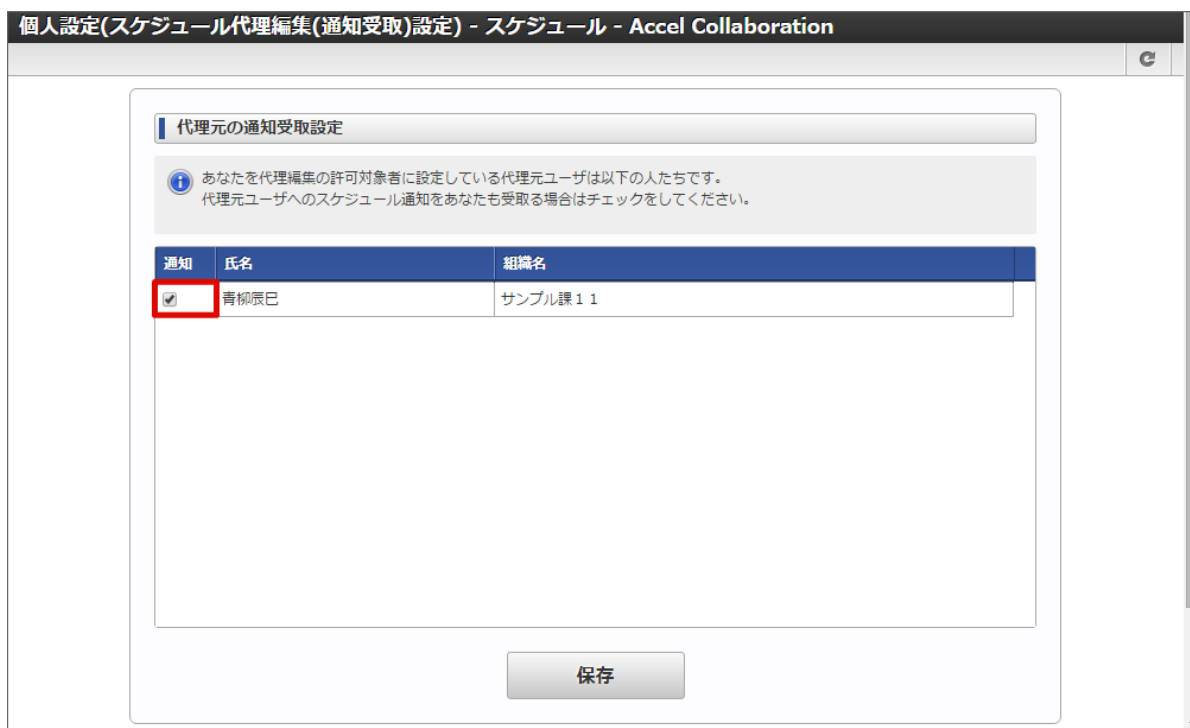 個人設定(スケジュール代理編集(通知受取)設定) - スケジュール - Accel Collaboration
代理元の通知受取設定
あなたを代理編集の許可対象者に設定している代理元ユーザは以下の人たちです。
代理元ユーザへのスケジュール通知をあなたも受取る場合はチェックをしてください。
通知 氏名 組織名
青柳辰巳 サンプル課11
保存